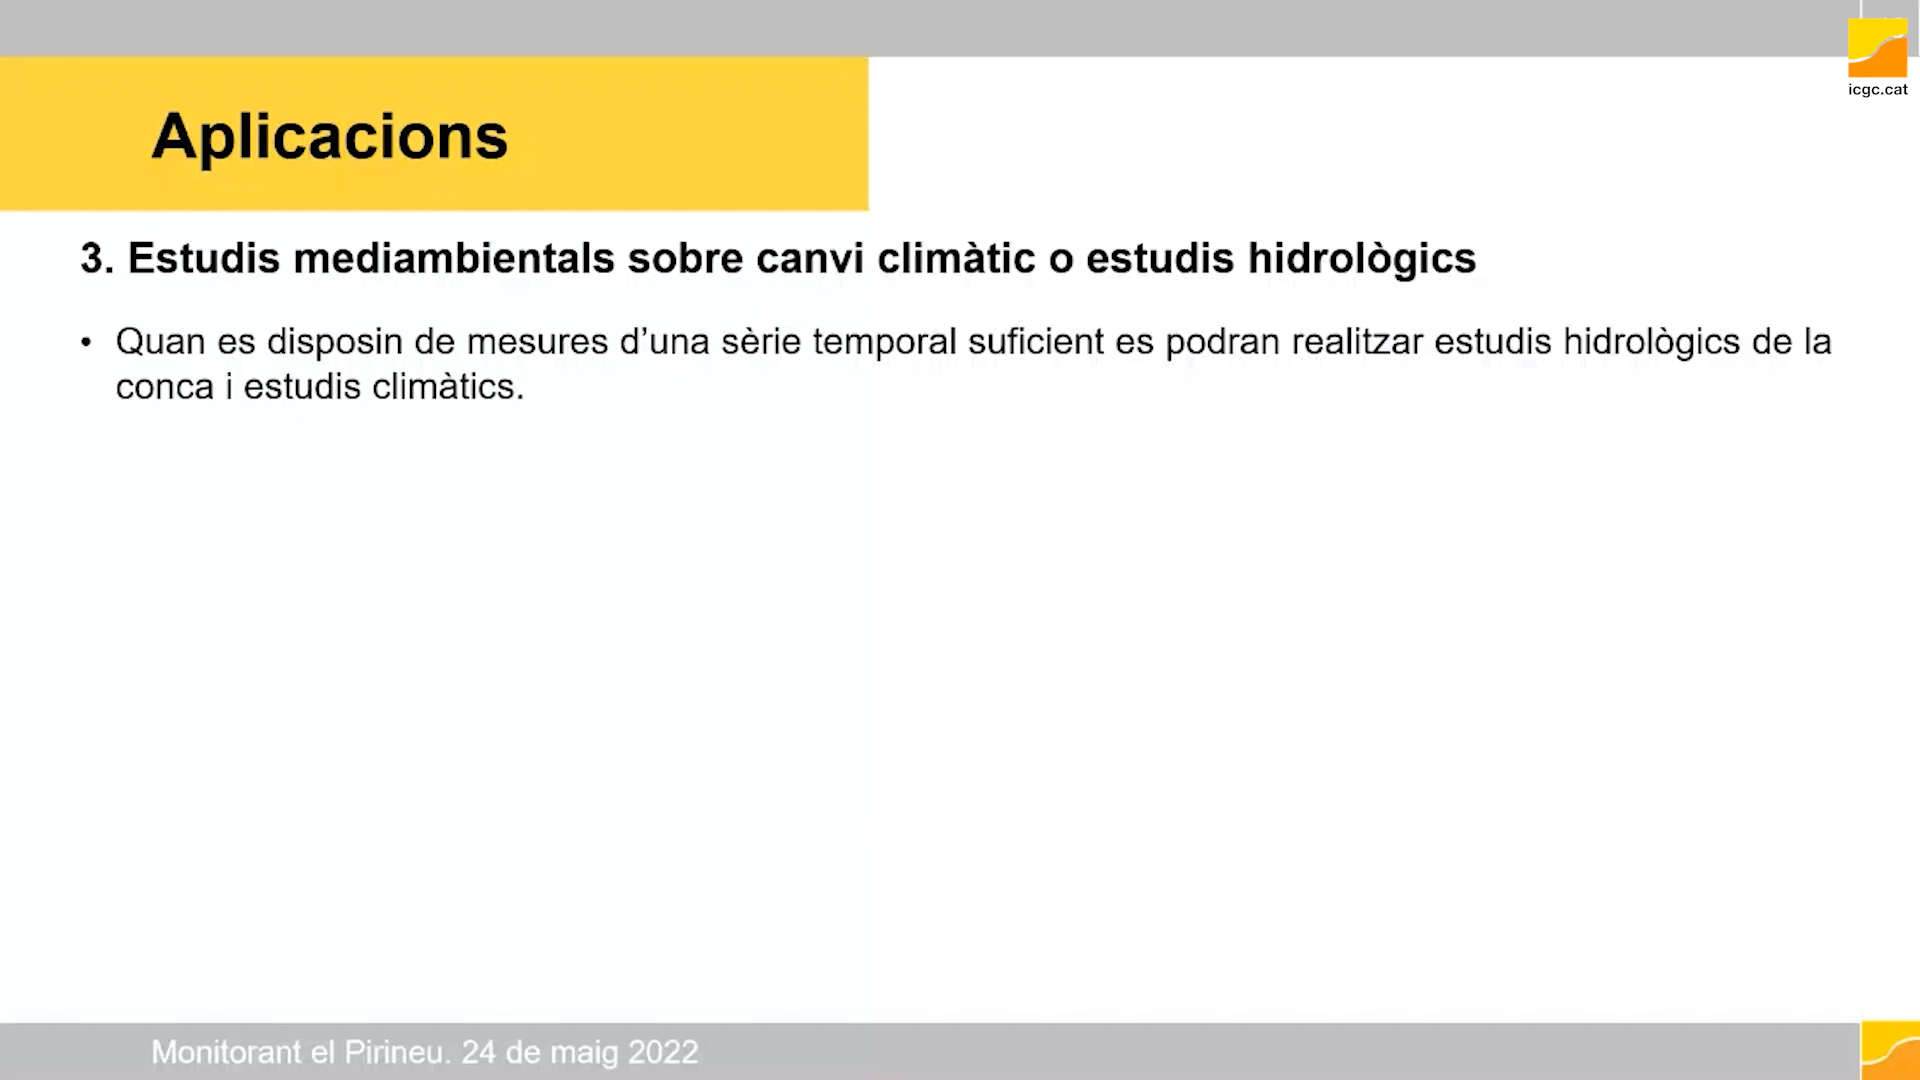 icgc.cat
Aplicacions
3. Estudis mediambientals sobre canvi climàtic o estudis hidrològics
• Quan es disposin de mesures d’una sèrie temporal suficient es podran realitzar estudis hidrològics de la
conca i estudis climàtics.
Monitorant el Pirineu. 24 de maig 2022